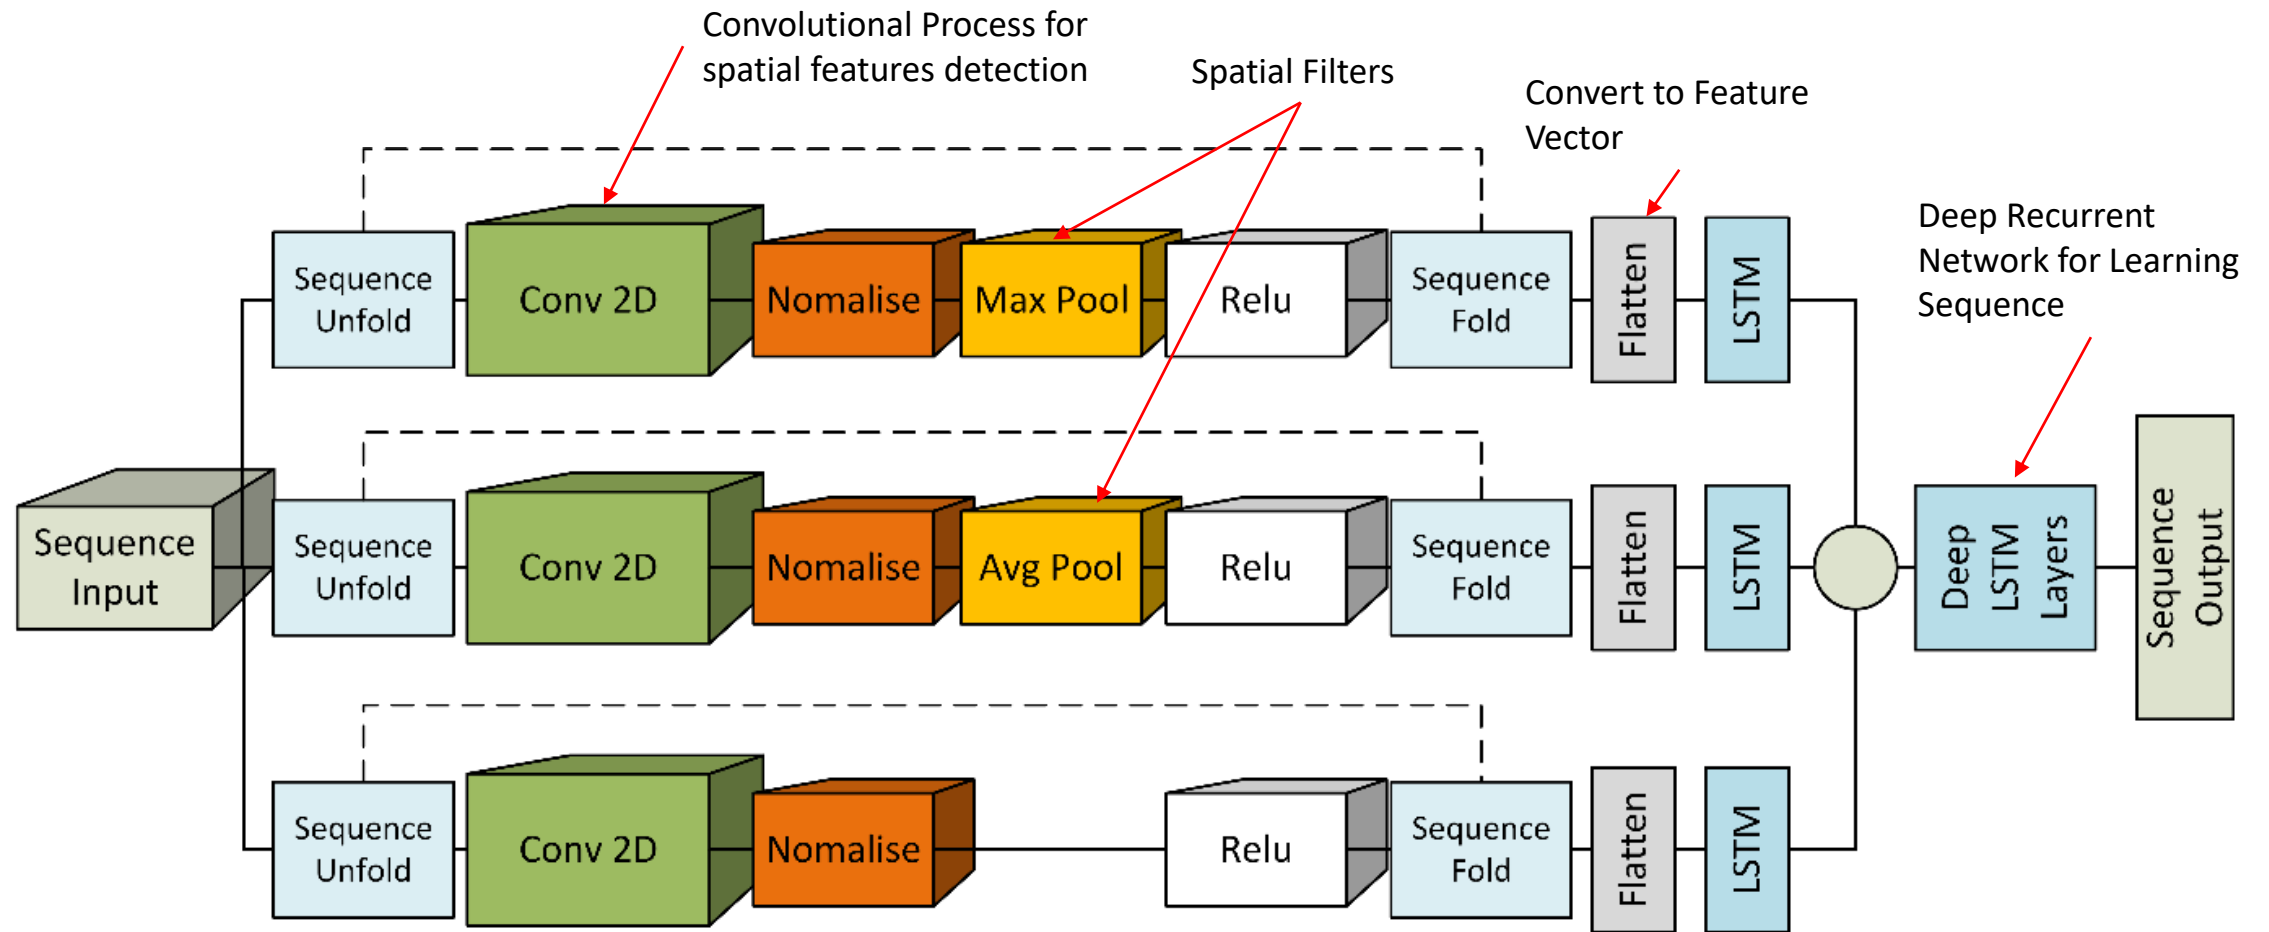 Convolutional Process for
spatial features detection
Spatial Filters
Convert to Feature
Vector
Deep Recurrent
Network for Learning
Sequence
Sequence
Unfold
Conv 2D
Nomalise
Max Pool
Relu
Sequence
Fold
Flatten
LSTM
Sequence
Input
Sequence
Unfold
Conv 2D
Nomalise
Avg Pool
Relu
Sequence
Fold
Flatten
LSTM
Deep
LSTM
Layers
Sequence
Output
Sequence
Unfold
Conv 2D
Nomalise
Relu
Sequence
Fold
Flatten
LSTM